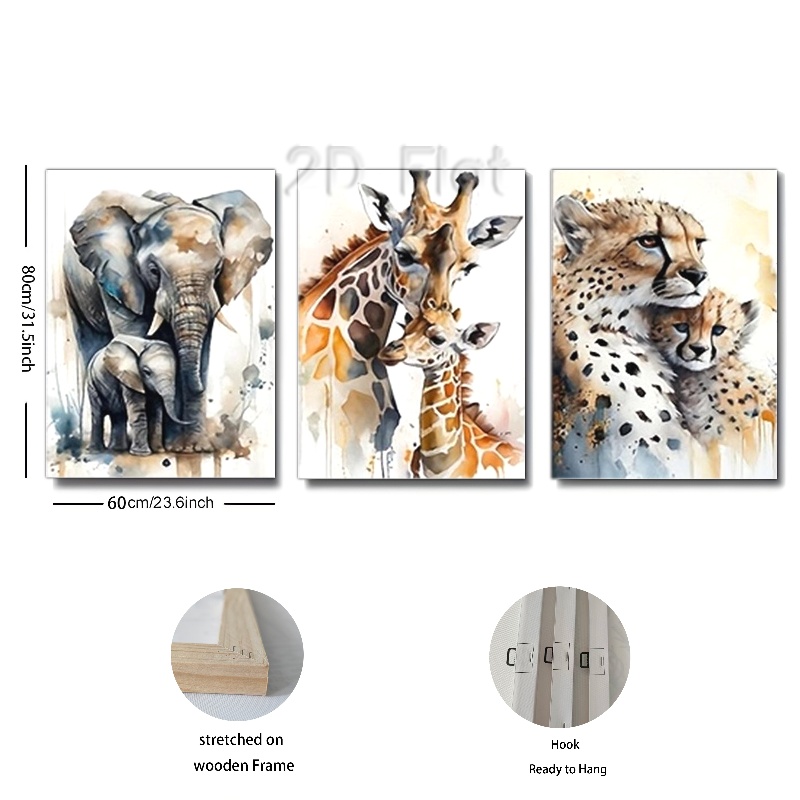 2D Flat
80cm/31.5inch
60cm/23.6inch
stretched on
wooden Frame
Hook
Ready to Hang